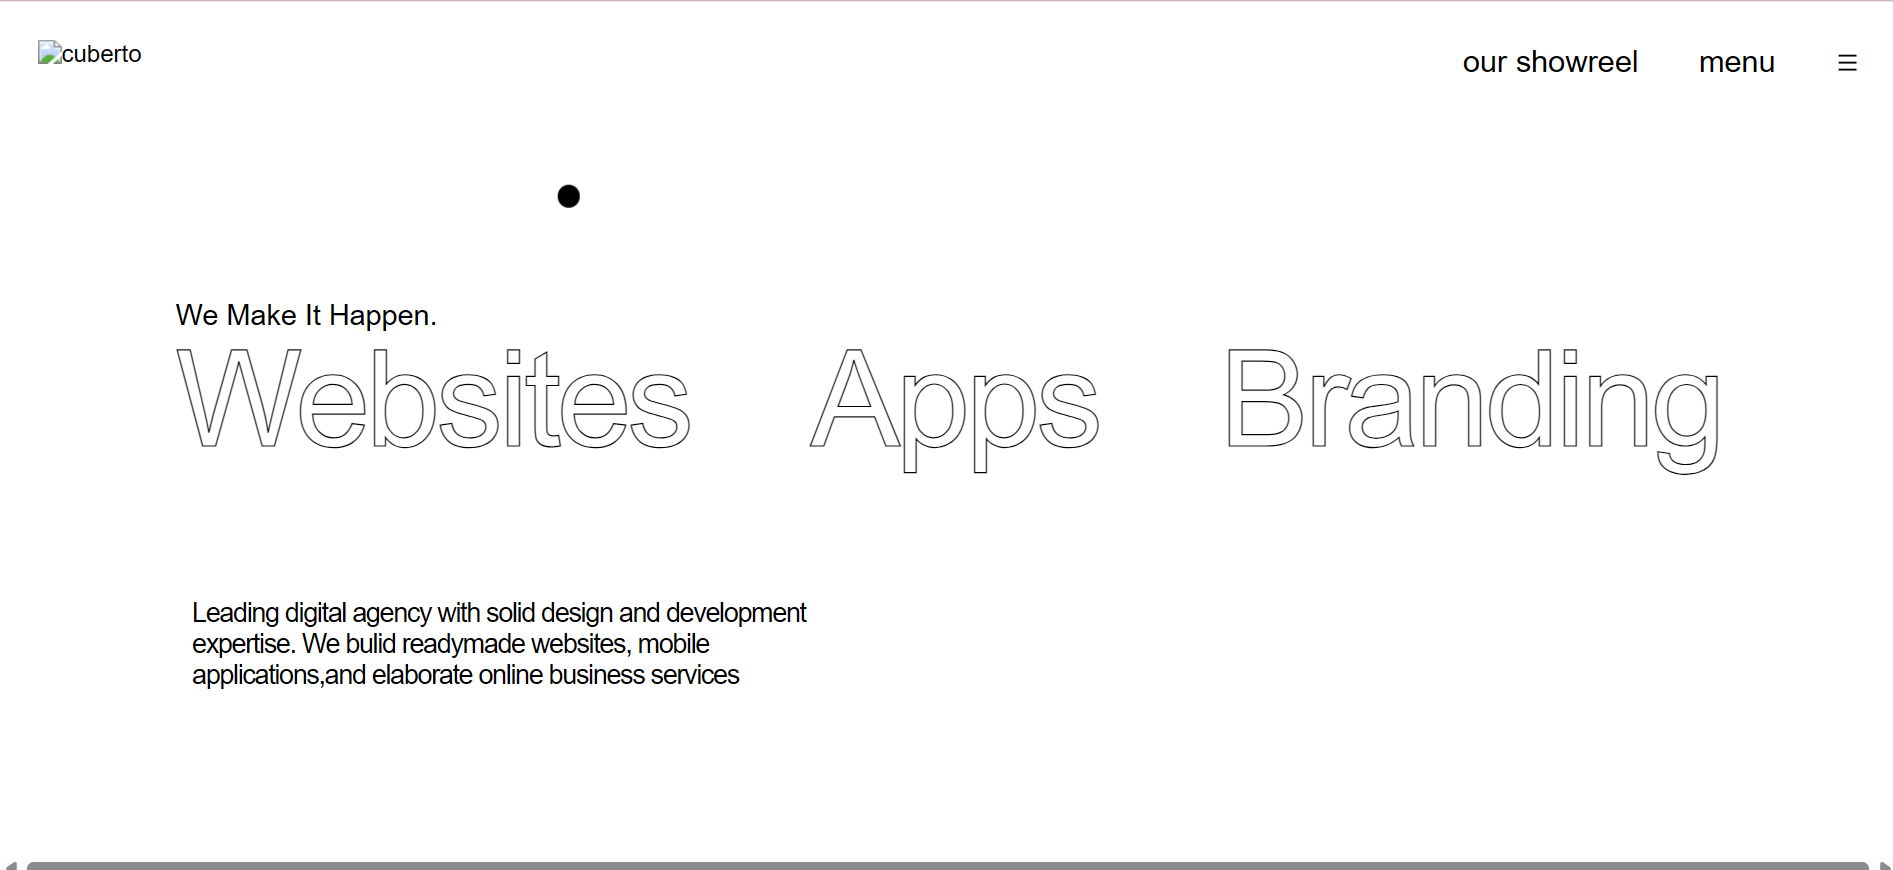 cuberto
our showreel menu
We Make It Happen.
Websites Apps Branding
Leading digital agency with solid design and development
expertise. We bulid readymade websites, mobile
applications,and elaborate online business services